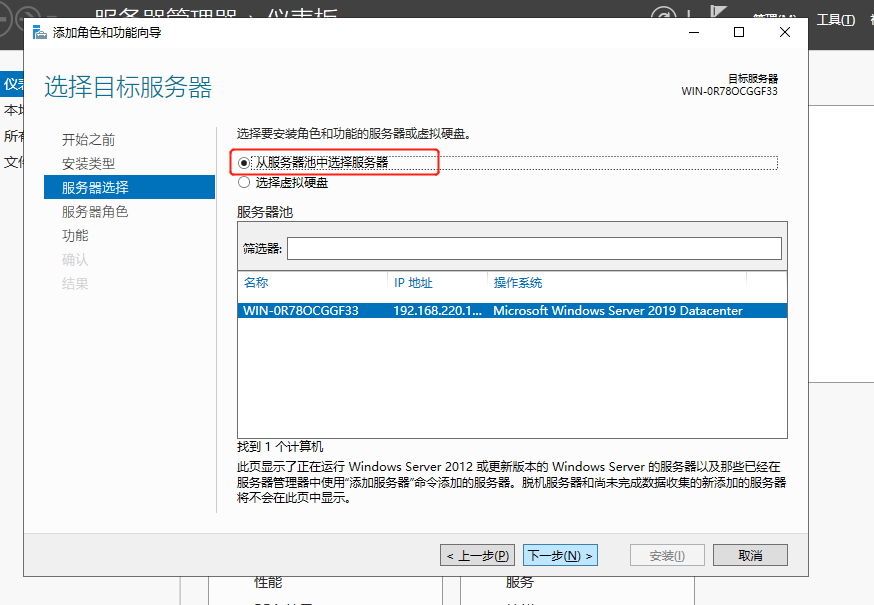 服务器管理器 › 仪表板
管理(M)
工具(T)
添加角色和功能向导
选择目标服务器
目标服务器
WIN-0R78OCGGF33
仪表
本地
所有
文件
开始之前
安装类型
服务器选择
服务器角色
功能
确认
结果
选择要安装角色和功能的服务器或虚拟硬盘。
从服务器池中选择服务器
选择虚拟硬盘
服务器池
筛选器:
名称 IP 地址 操作系统
WIN-0R78OCGGF33 192.168.220.1... Microsoft Windows Server 2019 Datacenter
找到 1 个计算机
此页显示了正在运行 Windows Server 2012 或更新版本的 Windows Server 的服务器以及那些已经在
服务器管理器中使用"添加服务器"命令添加的服务器。脱机服务器和尚未完成数据收集的新添加的服务器
将不会在此页中显示。
< 上一步(P) 下一步(N) > 安装(I) 取消
性能 服务